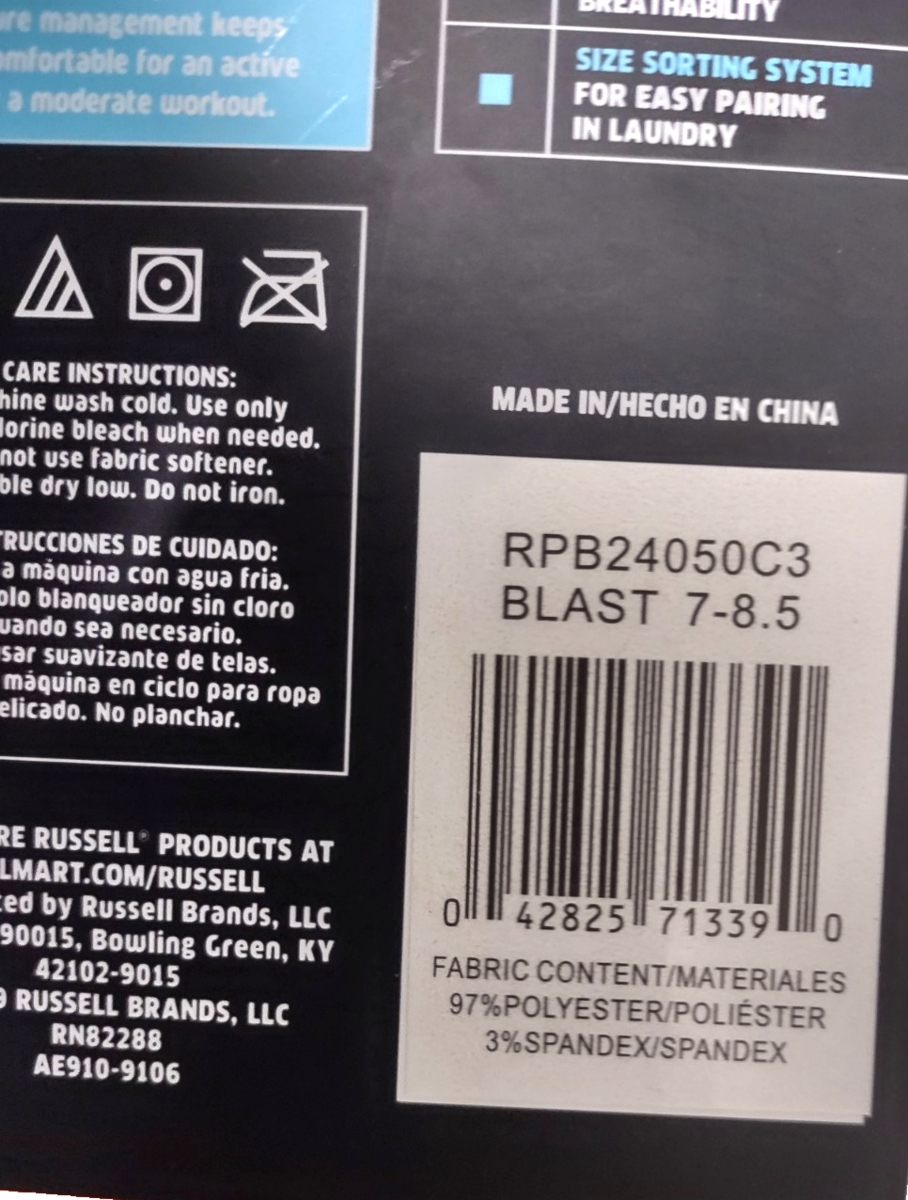 management keeps
for an active
a moderate workout.
BREATHABILITY
SIZE SORTING SYSTEM
FOR EASY PAIRING
IN LAUNDRY
CARE INSTRUCTIONS:
hine wash cold. Use only
lorine bleach when needed.
not use fabric softener.
ble dry low. Do not iron.
TRUCCIONES DE CUIDADO:
a máquina con agua fria.
olo blanqueador sin cloro
uando sea necesario.
sar suavizante de telas.
máquina en ciclo para ropa
elicado. No planchar.
RE RUSSELL® PRODUCTS AT
LMART.COM/RUSSELL
ted by Russell Brands, LLC
90015, Bowling Green, KY
42102-9015
9 RUSSELL BRANDS, LLC
RN82288
AE910-9106
MADE IN/HECHO EN CHINA
RPB24050C3
BLAST 7-8.5
0 42825 71339 0
FABRIC CONTENT/MATERIALES
97%POLYESTER/POLIÉSTER
3%SPANDEX/SPANDEX